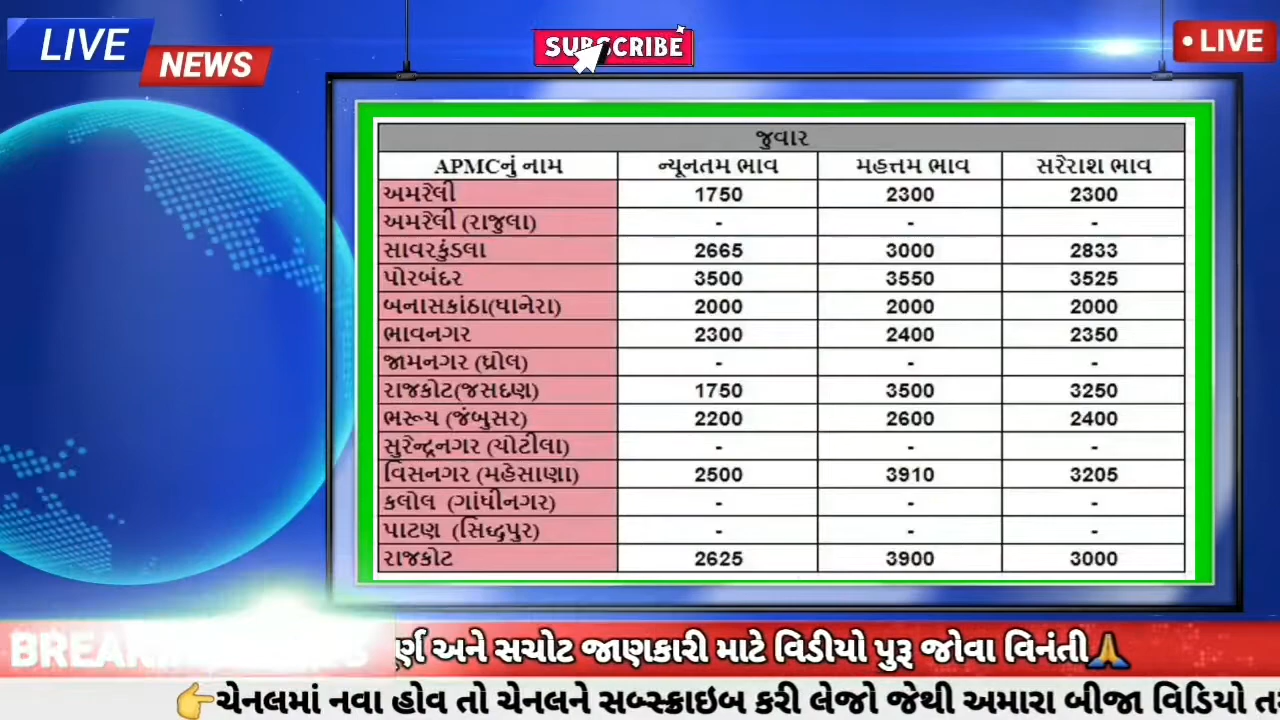 LIVE
NEWS
SUBSCRIBE
• LIVE
જુવાર
APMCનું નામ ન્યૂનતમ ભાવ મહત્તમ ભાવ સરેરાશ ભાવ
અમરેલી 1750 2300 2300
અમરેલી (રાજુલા) - - -
સાવરકુંડલા 2665 3000 2833
પોરબંદર 3500 3550 3525
બનાસકાંઠા(ધાનેરા) 2000 2000 2000
ભાવનગર 2300 2400 2350
જામનગર (ધ્રોલ) - - -
રાજકોટ(જસદણ) 1750 3500 3250
ભરૂચ (જંબુસર) 2200 2600 2400
સુરેન્દ્રનગર (ચોટીલા) - - -
વિસનગર (મહેસાણા) 2500 3910 3205
કલોલ (ગાંધીનગર) - - -
પાટણ (સિધ્ધપુર) - - -
રાજકોટ 2625 3900 3000
અને સચોટ જાણકારી માટે વિડીયો પુરૂ જોવા વિનંતી🙏
👉ચેનલમાં નવા હોવ તો ચેનલને સબ્સ્ક્રાઇબ કરી લેજો જેથી અમારા બીજા વિડિયો